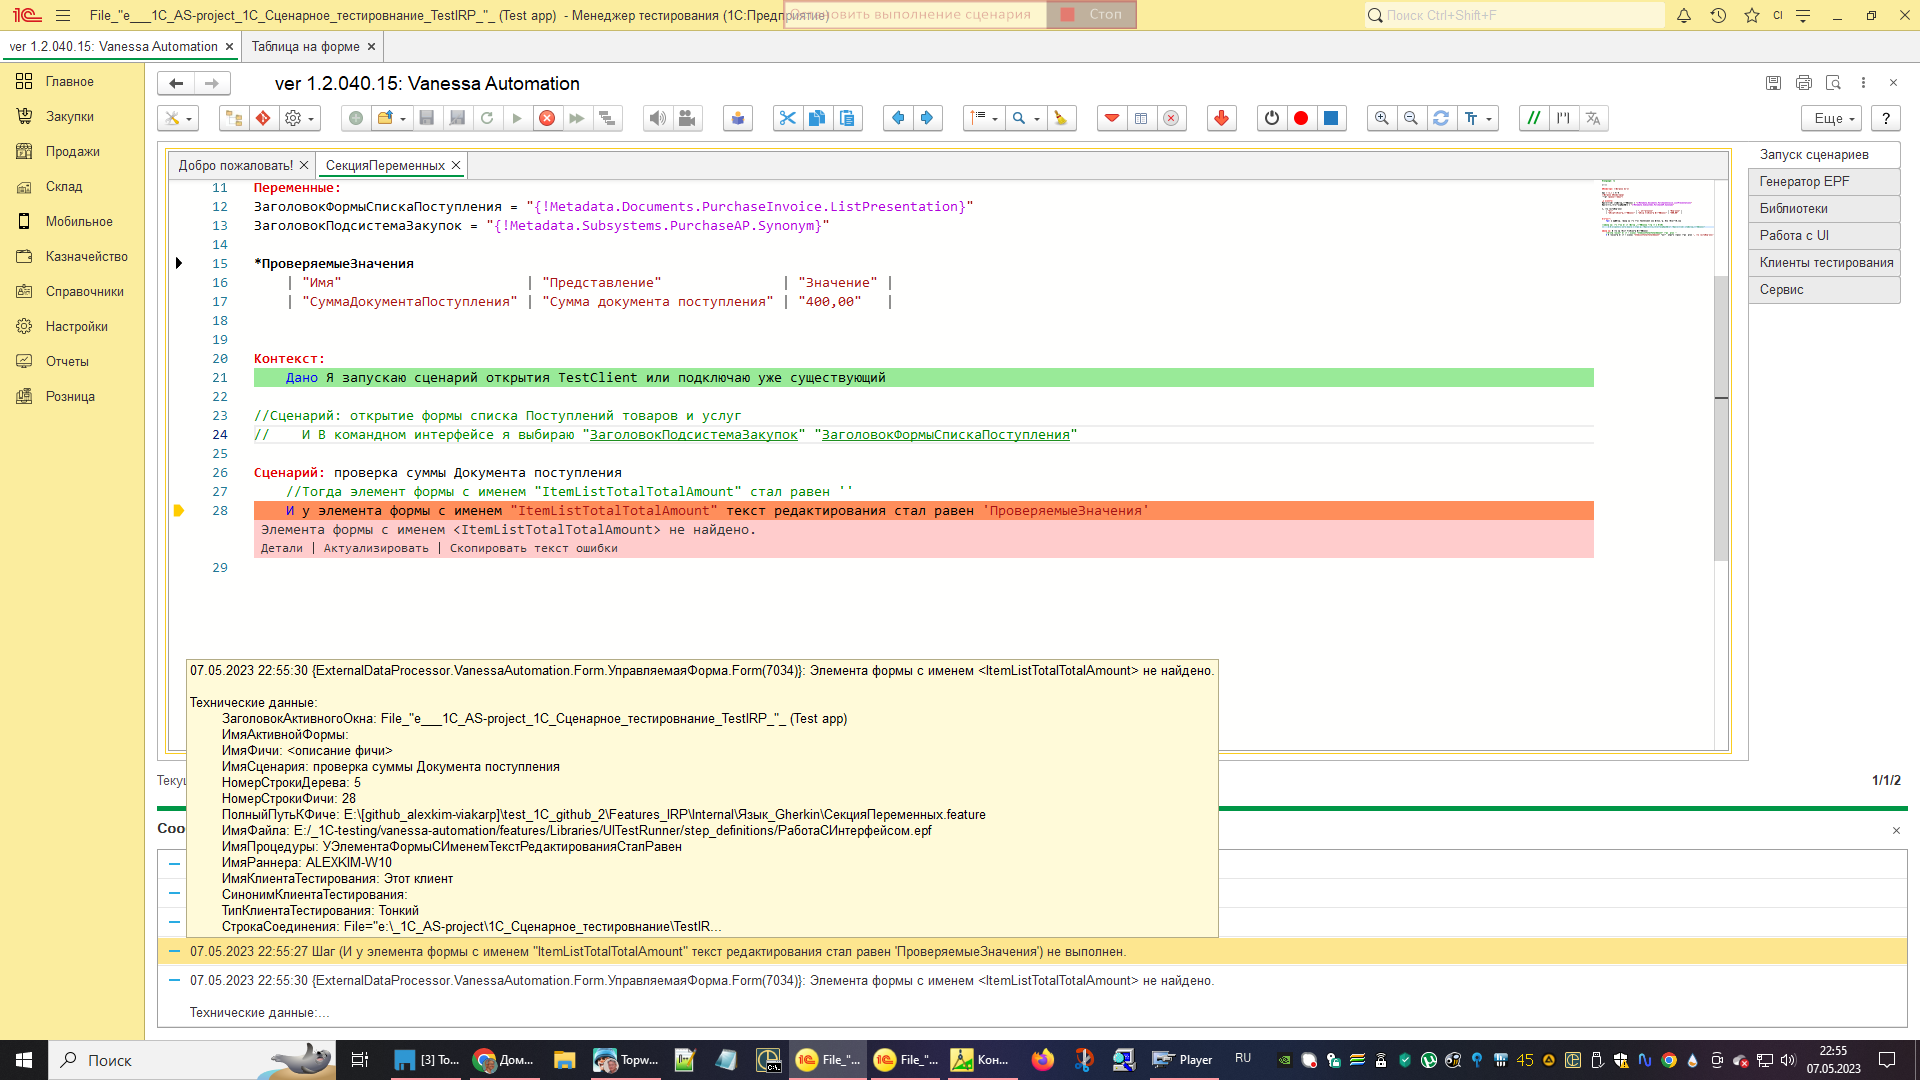 File_"e___1C_AS-project_1C_Сценарное_тестировнание_TestIRP_"_ (Test app) - Менеджер тестирования (1С:Предприятие)
Остановить выполнение сценария
Стоп
Поиск Ctrl+Shift+F
ver 1.2.040.15: Vanessa Automation
Таблица на форме
Главное
Закупки
Продажи
Склад
Мобильное
Казначейство
Справочники
Настройки
Отчеты
Розница
ver 1.2.040.15: Vanessa Automation
Еще
?
Добро пожаловать!
СекцияПеременных
11 Переменные:
12 ЗаголовокФормыСпискаПоступления = "{!Metadata.Documents.PurchaseInvoice.ListPresentation}"
13 ЗаголовокПодсистемаЗакупок = "{!Metadata.Subsystems.PurchaseAP.Synonym}"
14
15 *ПроверяемыеЗначения
16 | "Имя" | "Представление" | "Значение" |
17 | "СуммаДокументаПоступления" | "Сумма документа поступления" | "400,00" |
18
19
20 Контекст:
21 Дано Я запускаю сценарий открытия TestClient или подключаю уже существующий
22
23 //Сценарий: открытие формы списка Поступлений товаров и услуг
24 // И В командном интерфейсе я выбираю "ЗаголовокПодсистемаЗакупок" "ЗаголовокФормыСпискаПоступления"
25
26 Сценарий: проверка суммы Документа поступления
27 //Тогда элемент формы с именем "ItemListTotalTotalAmount" стал равен ''
28 И у элемента формы с именем "ItemListTotalTotalAmount" текст редактирования стал равен 'ПроверяемыеЗначения'
Элемента формы с именем <ItemListTotalTotalAmount> не найдено.
Детали | Актуализировать | Скопировать текст ошибки
29
Запуск сценариев
Генератор EPF
Библиотеки
Работа с UI
Клиенты тестирования
Сервис
07.05.2023 22:55:30 {ExternalDataProcessor.VanessaAutomation.Form.УправляемаяФорма.Form(7034)}: Элемента формы с именем <ItemListTotalTotalAmount> не найдено.
Технические данные:
ЗаголовокАктивногоОкна: File_"e___1C_AS-project_1C_Сценарное_тестировнание_TestIRP_"_ (Test app)
ИмяАктивнойФормы:
ИмяФичи: <описание фичи>
ИмяСценария: проверка суммы Документа поступления
НомерСтрокиДерева: 5
НомерСтрокиФичи: 28
ПолныйПутьКФиче: E:\[github_alexkim-viakarp]\test_1C_github_2\Features_IRP\Internal\Язык_Gherkin\СекцияПеременных.feature
ИмяФайла: E:/_1C-testing/vanessa-automation/features/Libraries/UITestRunner/step_definitions/РаботаСИнтерфейсом.epf
ИмяПроцедуры: УЭлементаФормыСИменемТекстРедактированияСталРавен
ИмяРаннера: ALEXKIM-W10
ИмяКлиентаТестирования: Этот клиент
СинонимКлиентаТестирования:
ТипКлиентаТестирования: Тонкий
СтрокаСоединения: File="e:\_1C_AS-project\1C_Сценарное_тестировнание\TestIR...
Теку
1/1/2
Соо
07.05.2023 22:55:27 Шаг (И у элемента формы с именем "ItemListTotalTotalAmount" текст редактирования стал равен 'ПроверяемыеЗначения') не выполнен.
07.05.2023 22:55:30 {ExternalDataProcessor.VanessaAutomation.Form.УправляемаяФорма.Form(7034)}: Элемента формы с именем <ItemListTotalTotalAmount> не найдено.
Технические данные:...
Поиск
[3] To...
Дом...
Topw...
File_"...
File_"...
Кон...
Player
RU
45
22:55
07.05.2023